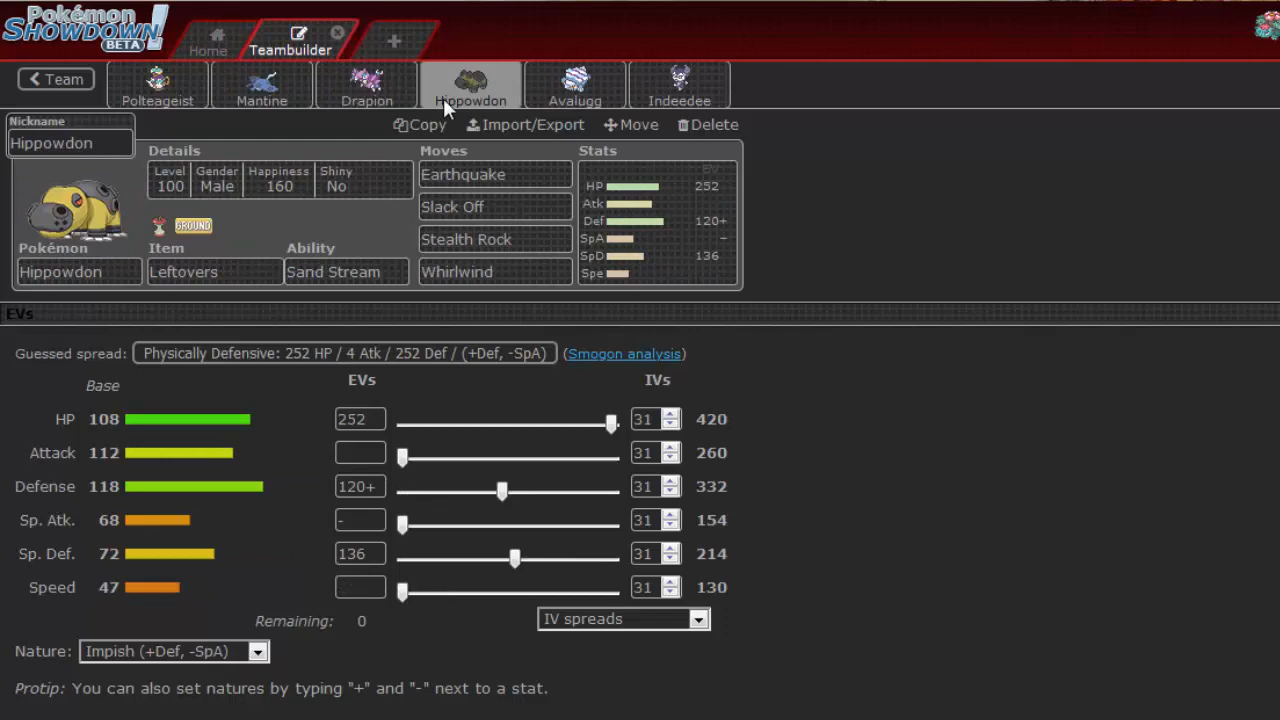 Pokémon
SHOWDOWN!
BETA
Home
Teambuilder
Team
Polteageist
Mantine
Drapion
Hippowdon
Avalugg
Indeedee
Copy
Import/Export
Move
Delete
Nickname
Hippowdon
Details
Level
100
Gender
Male
Happiness
160
Shiny
No
GROUND
Pokémon
Hippowdon
Item
Leftovers
Ability
Sand Stream
Moves
Earthquake
Slack Off
Stealth Rock
Whirlwind
Stats
EV
HP 252
Atk
Def 120+
SpA −
SpD 136
Spe
EVs
Guessed spread: Physically Defensive: 252 HP / 4 Atk / 252 Def / (+Def, -SpA) (Smogon analysis)
Base EVs IVs
HP 108 252 31 420
Attack 112 31 260
Defense 118 120+ 31 332
Sp. Atk. 68 - 31 154
Sp. Def. 72 136 31 214
Speed 47 31 130
Remaining: 0 IV spreads
Nature: Impish (+Def, -SpA)
Protip: You can also set natures by typing "+" and "-" next to a stat.